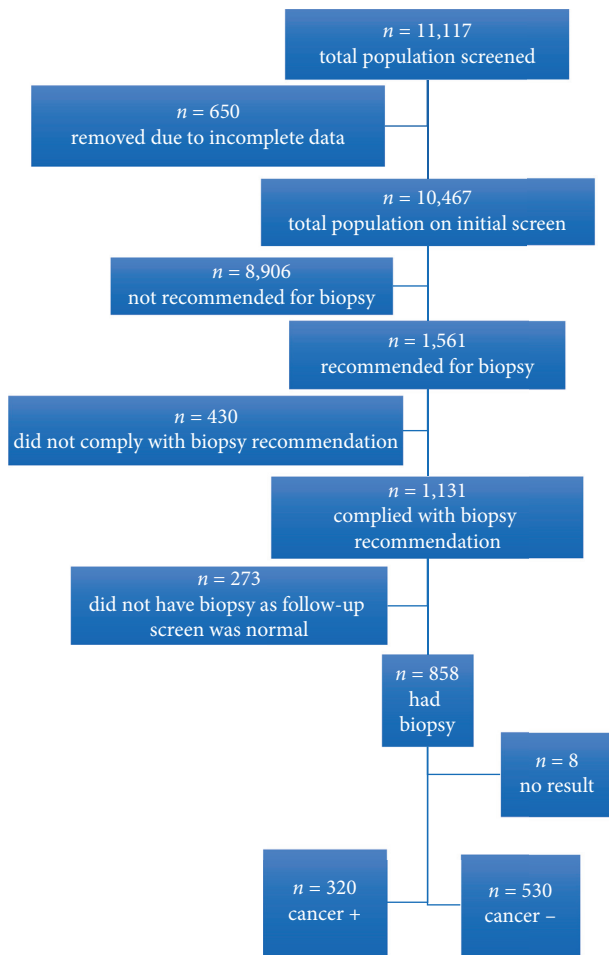 n = 11,117
total population screened
n = 650
removed due to incomplete data
n = 10,467
total population on initial screen
n = 8,906
not recommended for biopsy
n = 1,561
recommended for biopsy
n = 430
did not comply with biopsy recommendation
n = 1,131
complied with biopsy
recommendation
n = 273
did not have biopsy as follow-up
screen was normal
n = 858
had
biopsy
n = 8
no result
n = 320
cancer +
n = 530
cancer –